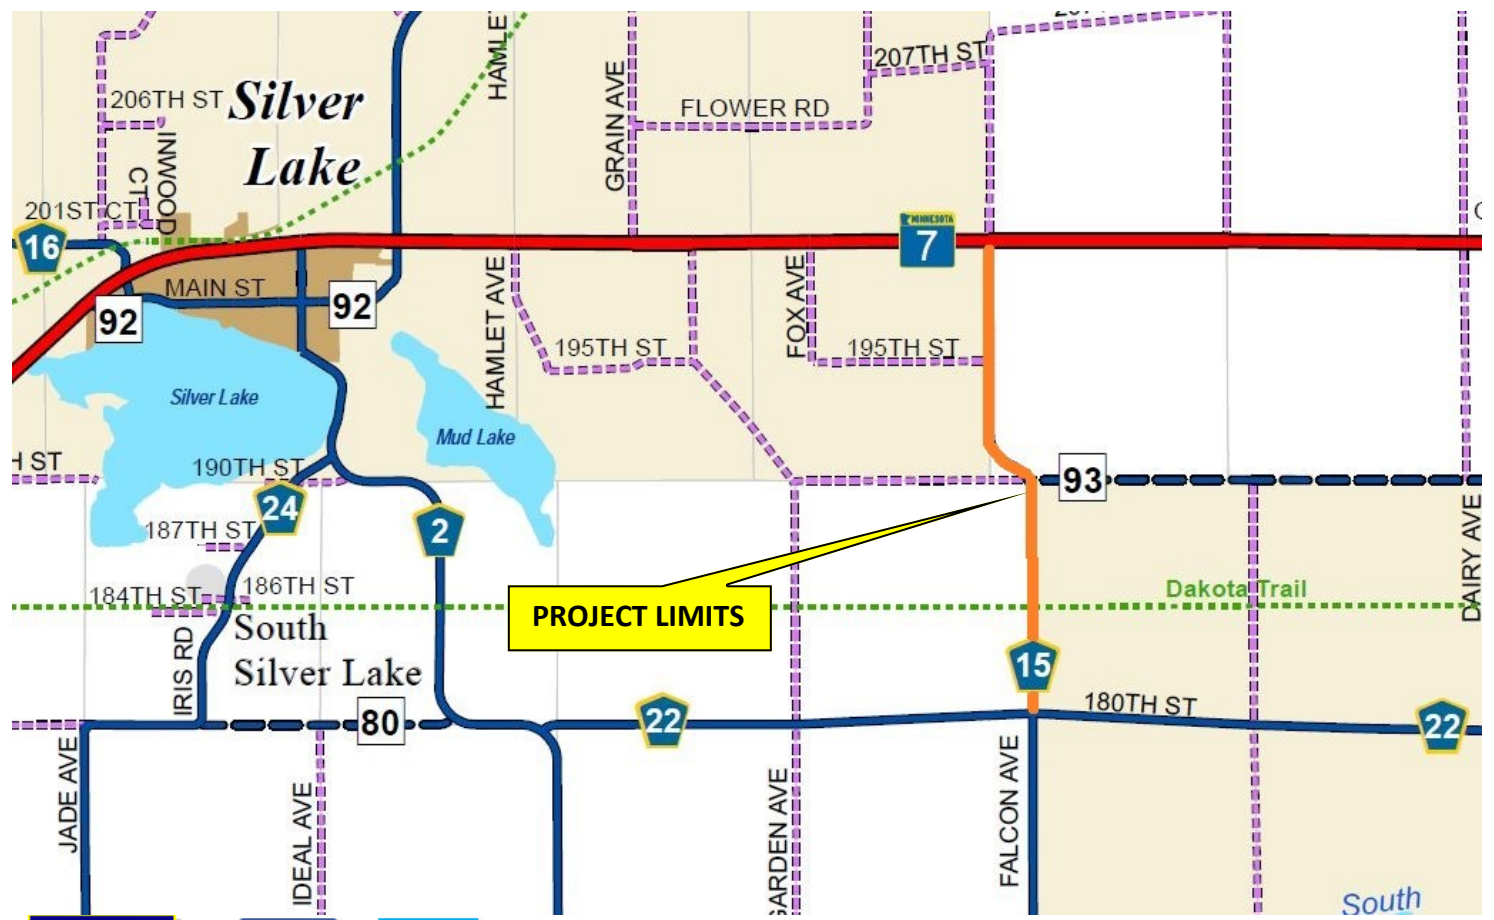 HAMLET
207TH ST
206TH ST
Silver
Lake
GRAIN AVE
FLOWER RD
INWOOD
CT
201ST CT
MINNESOTA
7
16
MAIN ST
92
92
HAMLET AVE
195TH ST
FOX AVE
195TH ST
Silver Lake
Mud Lake
H ST
190TH ST
93
24
2
187TH ST
DAIRY AVE
184TH ST
186TH ST
Dakota Trail
PROJECT LIMITS
South
Silver Lake
IRIS RD
15
180TH ST
80
22
22
JADE AVE
IDEAL AVE
GARDEN AVE
FALCON AVE
South